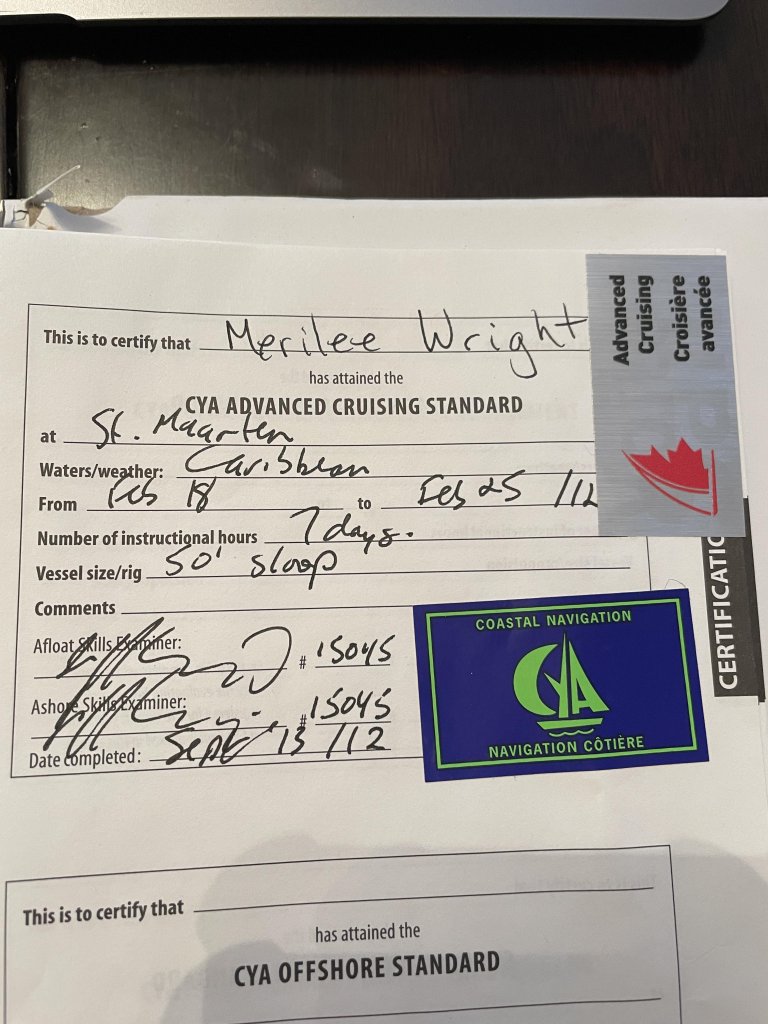 This is to certify that Merilee Wright
has attained the
CYA ADVANCED CRUISING STANDARD
at St. Maarten
Waters/weather: Caribbean
From Feb 18 to Feb 25 /12
Number of instructional hours 7 days.
Vessel size/rig 50' sloop
Comments
Afloat Skills Examiner: # 15045
Ashore Skills Examiner: # 15045
Date completed: Sept 13 /12
Advanced
Cruising
Croisière
avancée
COASTAL NAVIGATION
CYA
NAVIGATION CÔTIÈRE
This is to certify that
has attained the
CYA OFFSHORE STANDARD